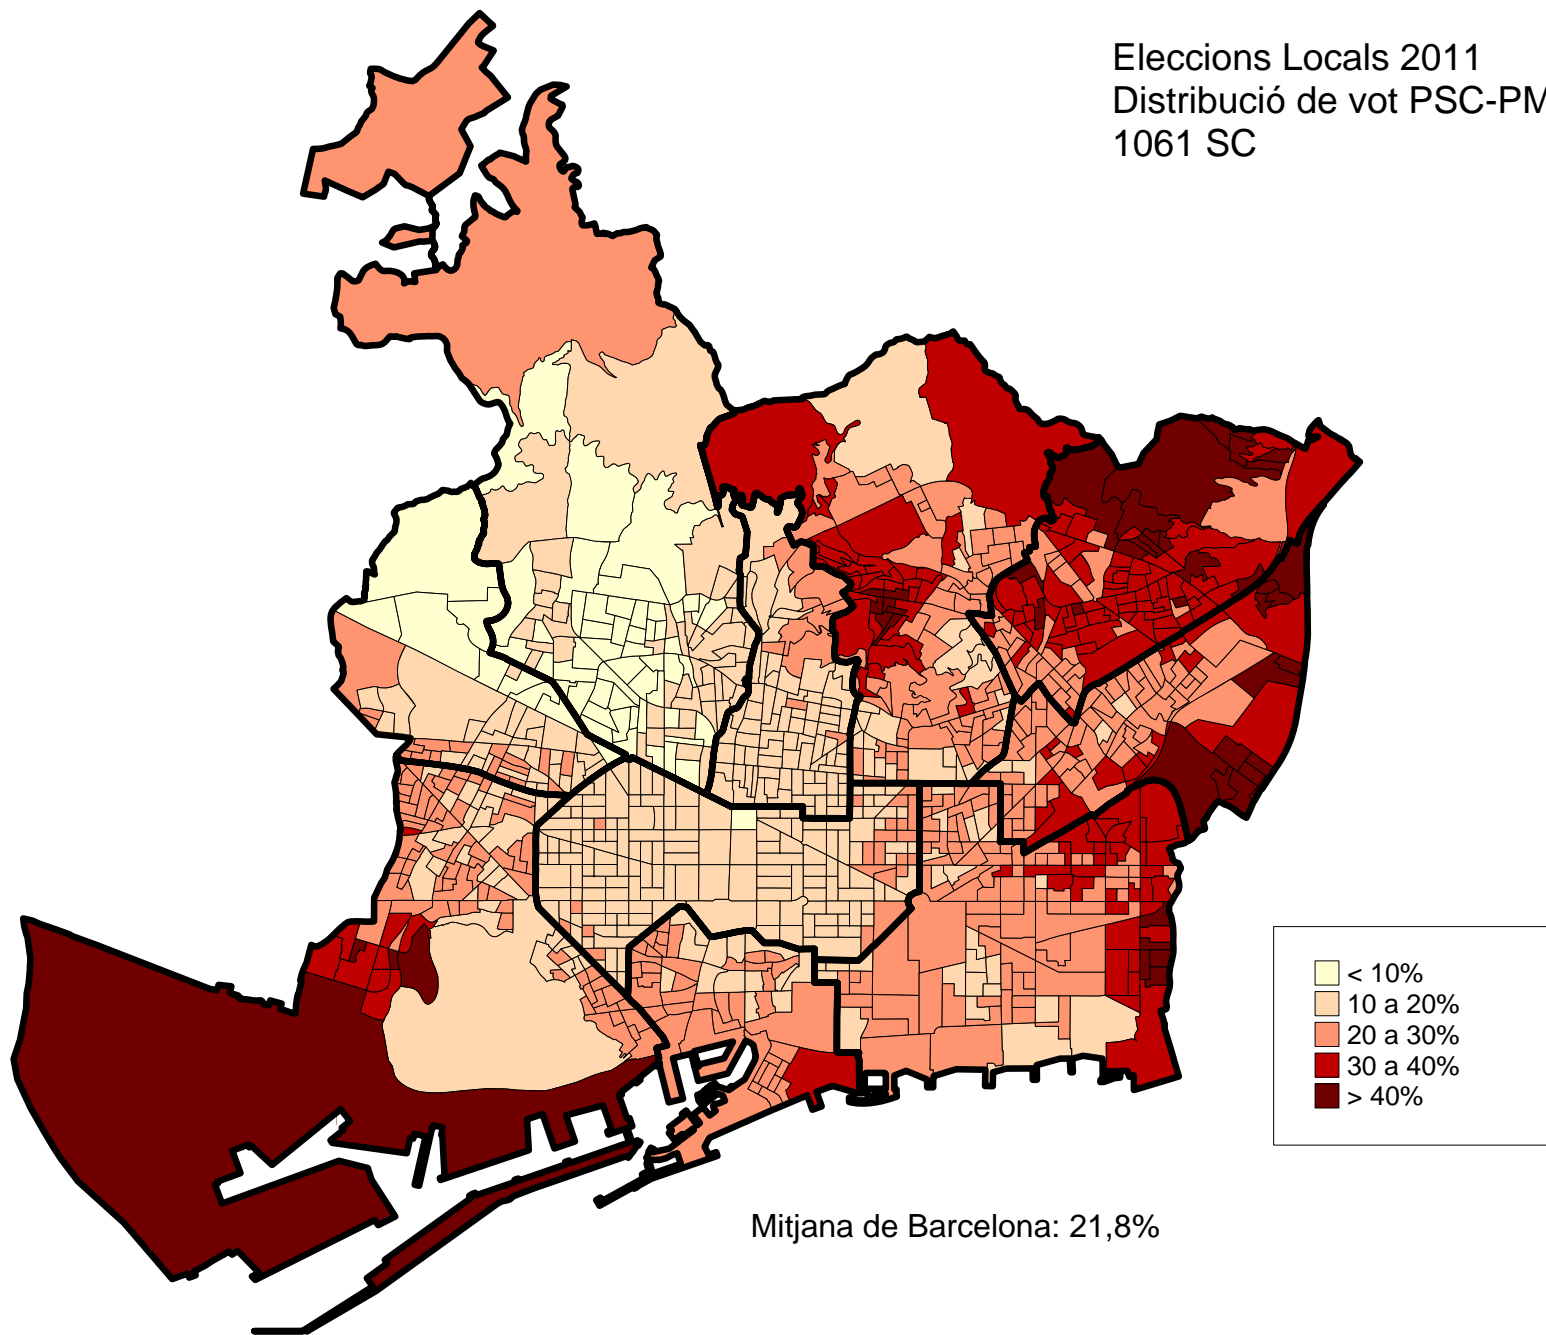 Eleccions Locals 2011
Distribució de vot PSC-PM
1061 SC
< 10%
10 a 20%
20 a 30%
30 a 40%
> 40%
Mitjana de Barcelona: 21,8%